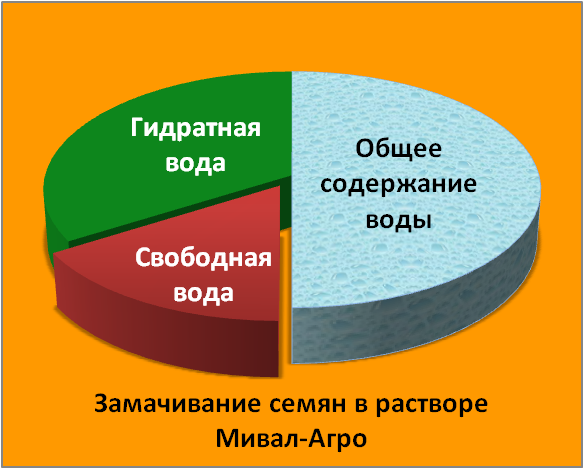 Гидратная
вода
Общее
содержание
воды
Свободная
вода
Замачивание семян в растворе
Мивал-Агро